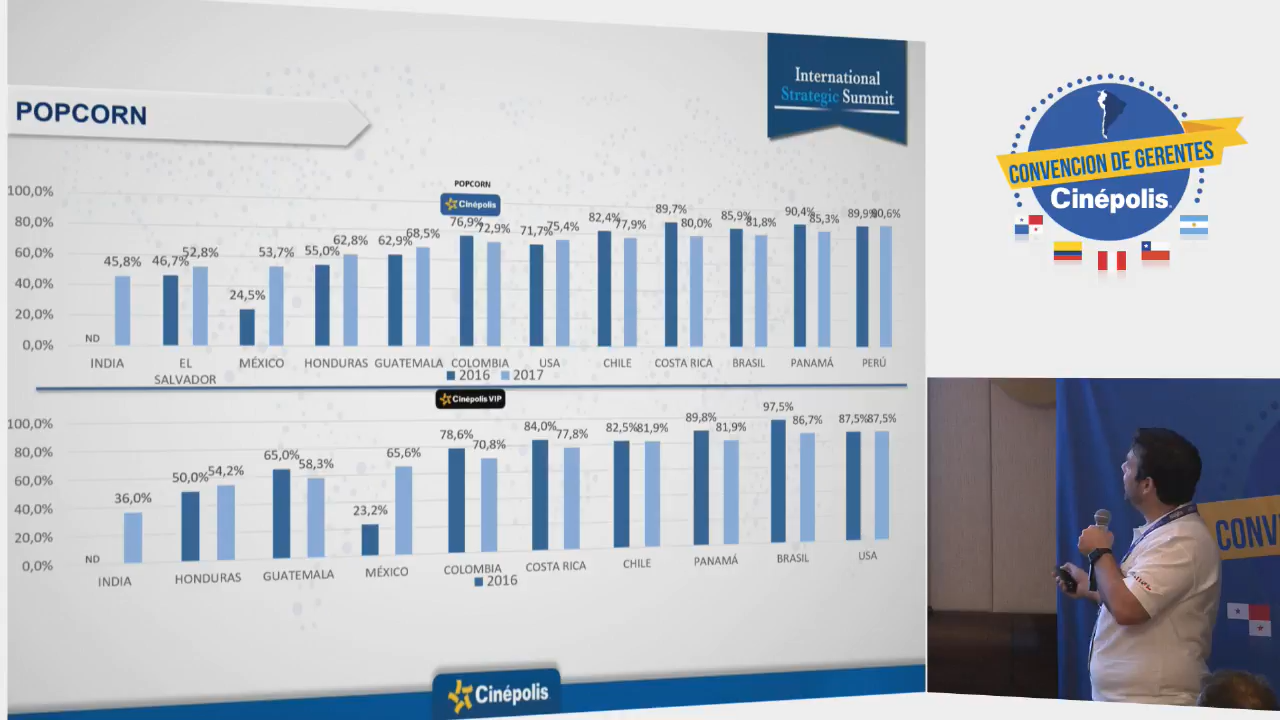 POPCORN
International
Strategic Summit
POPCORN
Cinépolis
100,0%
80,0%
60,0%
40,0%
20,0%
0,0%
ND 45,8%
46,7% 52,8%
24,5% 53,7%
55,0% 62,8%
62,9% 68,5%
76,9% 72,9%
71,7% 75,4%
82,4% 77,9%
89,7% 80,0%
85,9% 81,8%
90,4% 85,3%
89,9% 90,6%
INDIA EL SALVADOR MÉXICO HONDURAS GUATEMALA COLOMBIA USA CHILE COSTA RICA BRASIL PANAMÁ PERÚ
2016 2017
Cinépolis VIP
100,0%
80,0%
60,0%
40,0%
20,0%
0,0%
ND 36,0%
50,0% 54,2%
65,0% 58,3%
23,2% 65,6%
78,6% 70,8%
84,0% 77,8%
82,5% 81,9%
89,8% 81,9%
97,5% 86,7%
87,5% 87,5%
INDIA HONDURAS GUATEMALA MÉXICO COLOMBIA COSTA RICA CHILE PANAMÁ BRASIL USA
2016
Cinépolis
CONVENCION DE GERENTES
Cinépolis
CONV